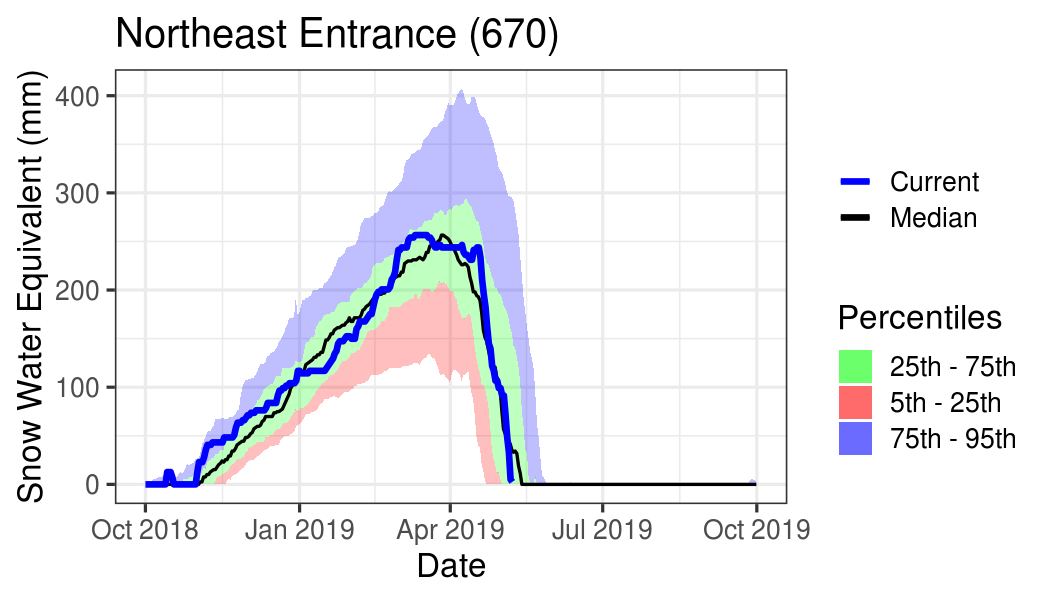 Northeast Entrance (670)
Snow Water Equivalent (mm)
400
300
200
100
0
Oct 2018
Jan 2019
Apr 2019
Jul 2019
Oct 2019
Date
Current
Median
Percentiles
25th - 75th
5th - 25th
75th - 95th